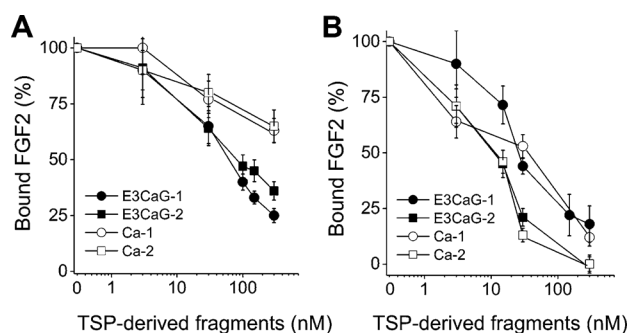 A
Bound FGF2 (%)
100
75
50
25
0
E3CaG-1
E3CaG-2
Ca-1
Ca-2
0 1 10 100
TSP-derived fragments (nM)
B
Bound FGF2 (%)
100
75
50
25
0
E3CaG-1
E3CaG-2
Ca-1
Ca-2
0 1 10 100
TSP-derived fragments (nM)